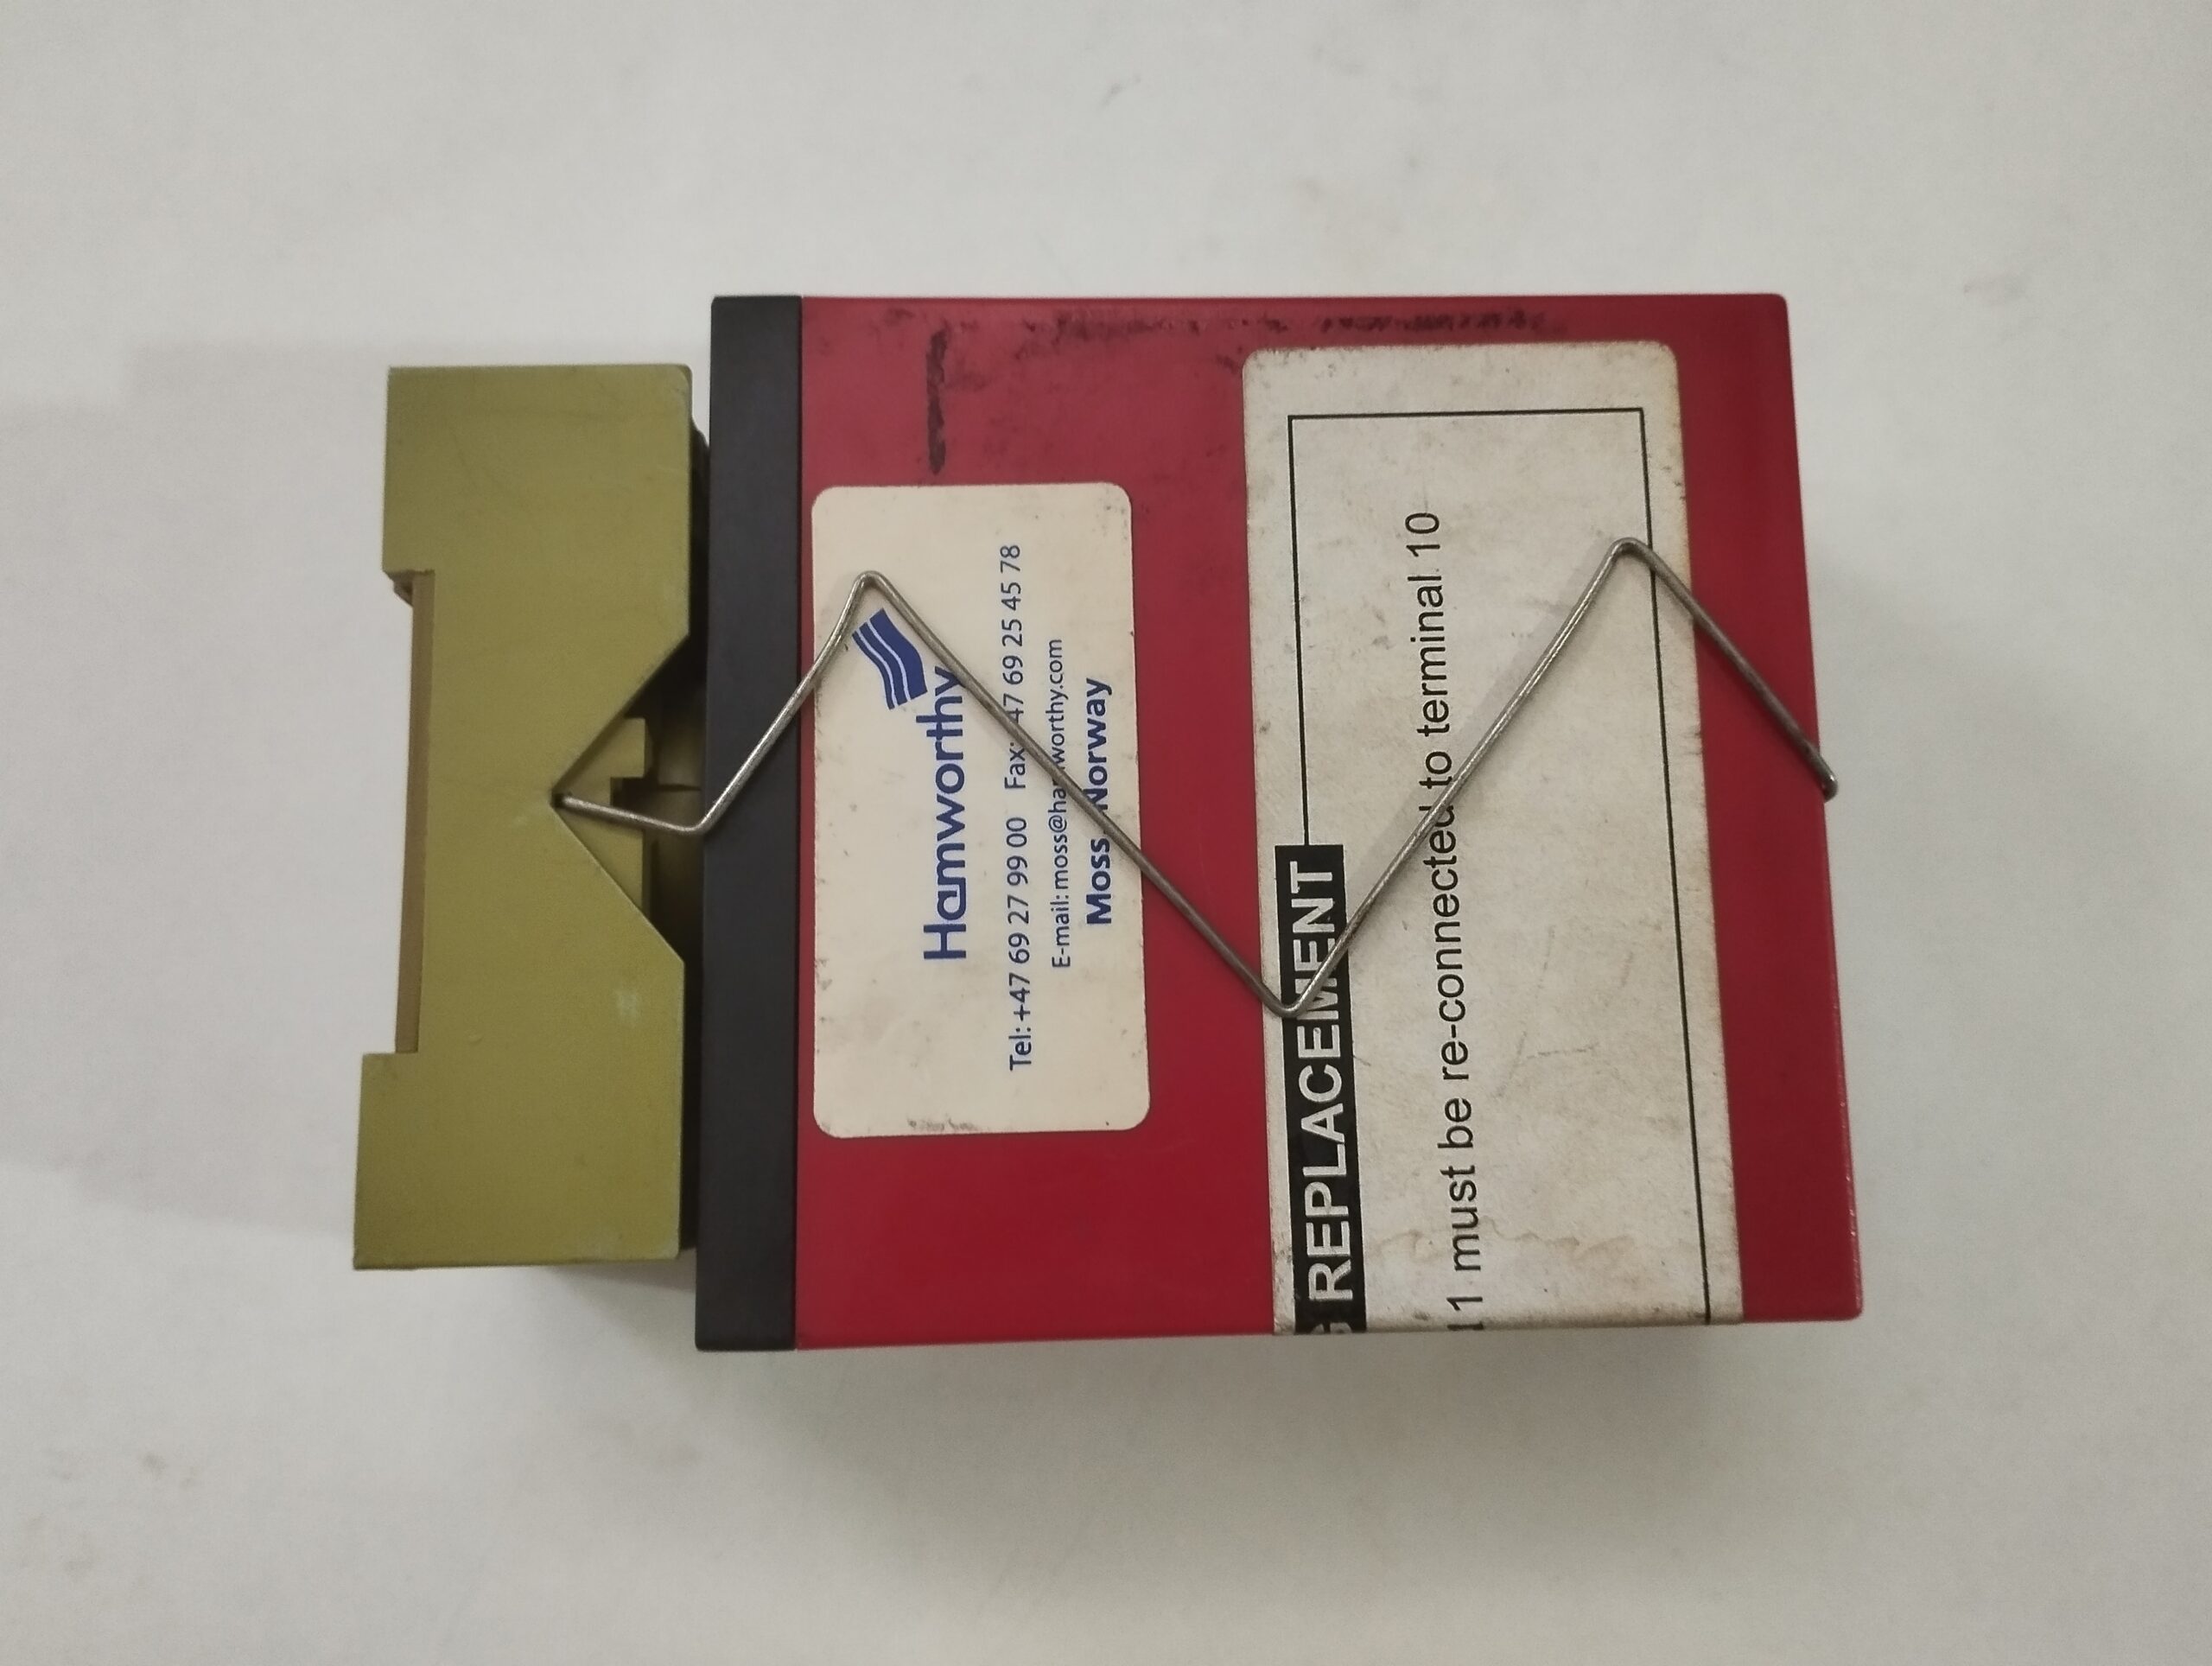 Hamworthy
Tel: +47 69 27 99 00 Fax: +47 69 25 45 78
E-mail: moss@hamworthy.com
Moss, Norway
REPLACEMENT
must be re-connected to terminal 10